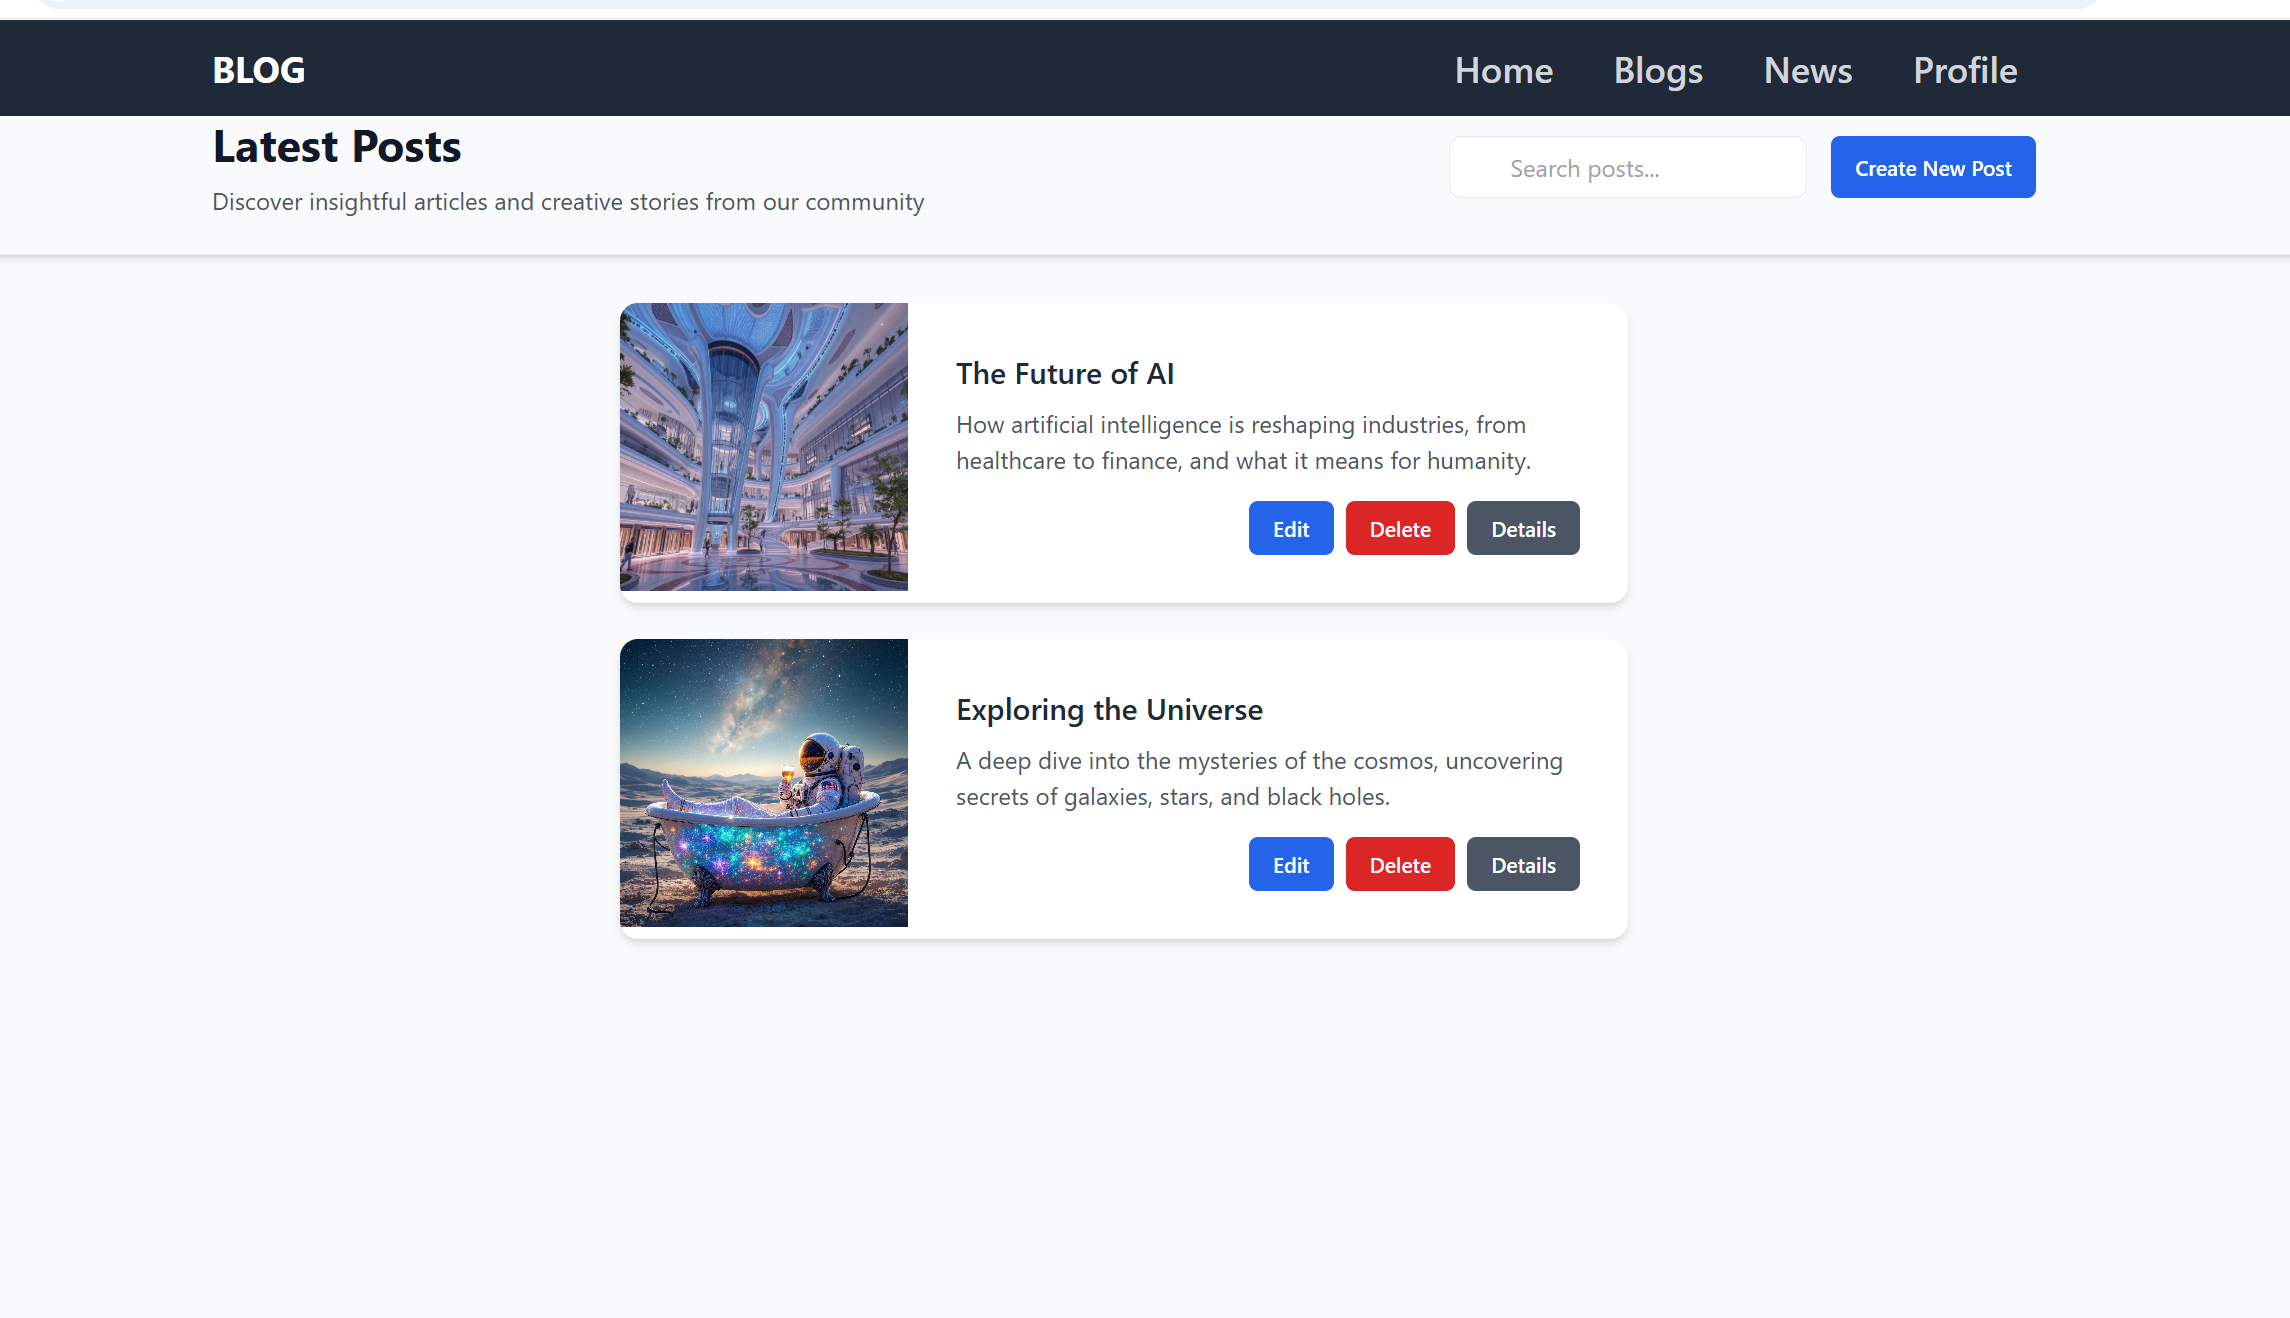 BLOG
Home
Blogs
News
Profile
Latest Posts
Discover insightful articles and creative stories from our community
Search posts...
Create New Post
The Future of AI
How artificial intelligence is reshaping industries, from
healthcare to finance, and what it means for humanity.
Edit
Delete
Details
Exploring the Universe
A deep dive into the mysteries of the cosmos, uncovering
secrets of galaxies, stars, and black holes.
Edit
Delete
Details